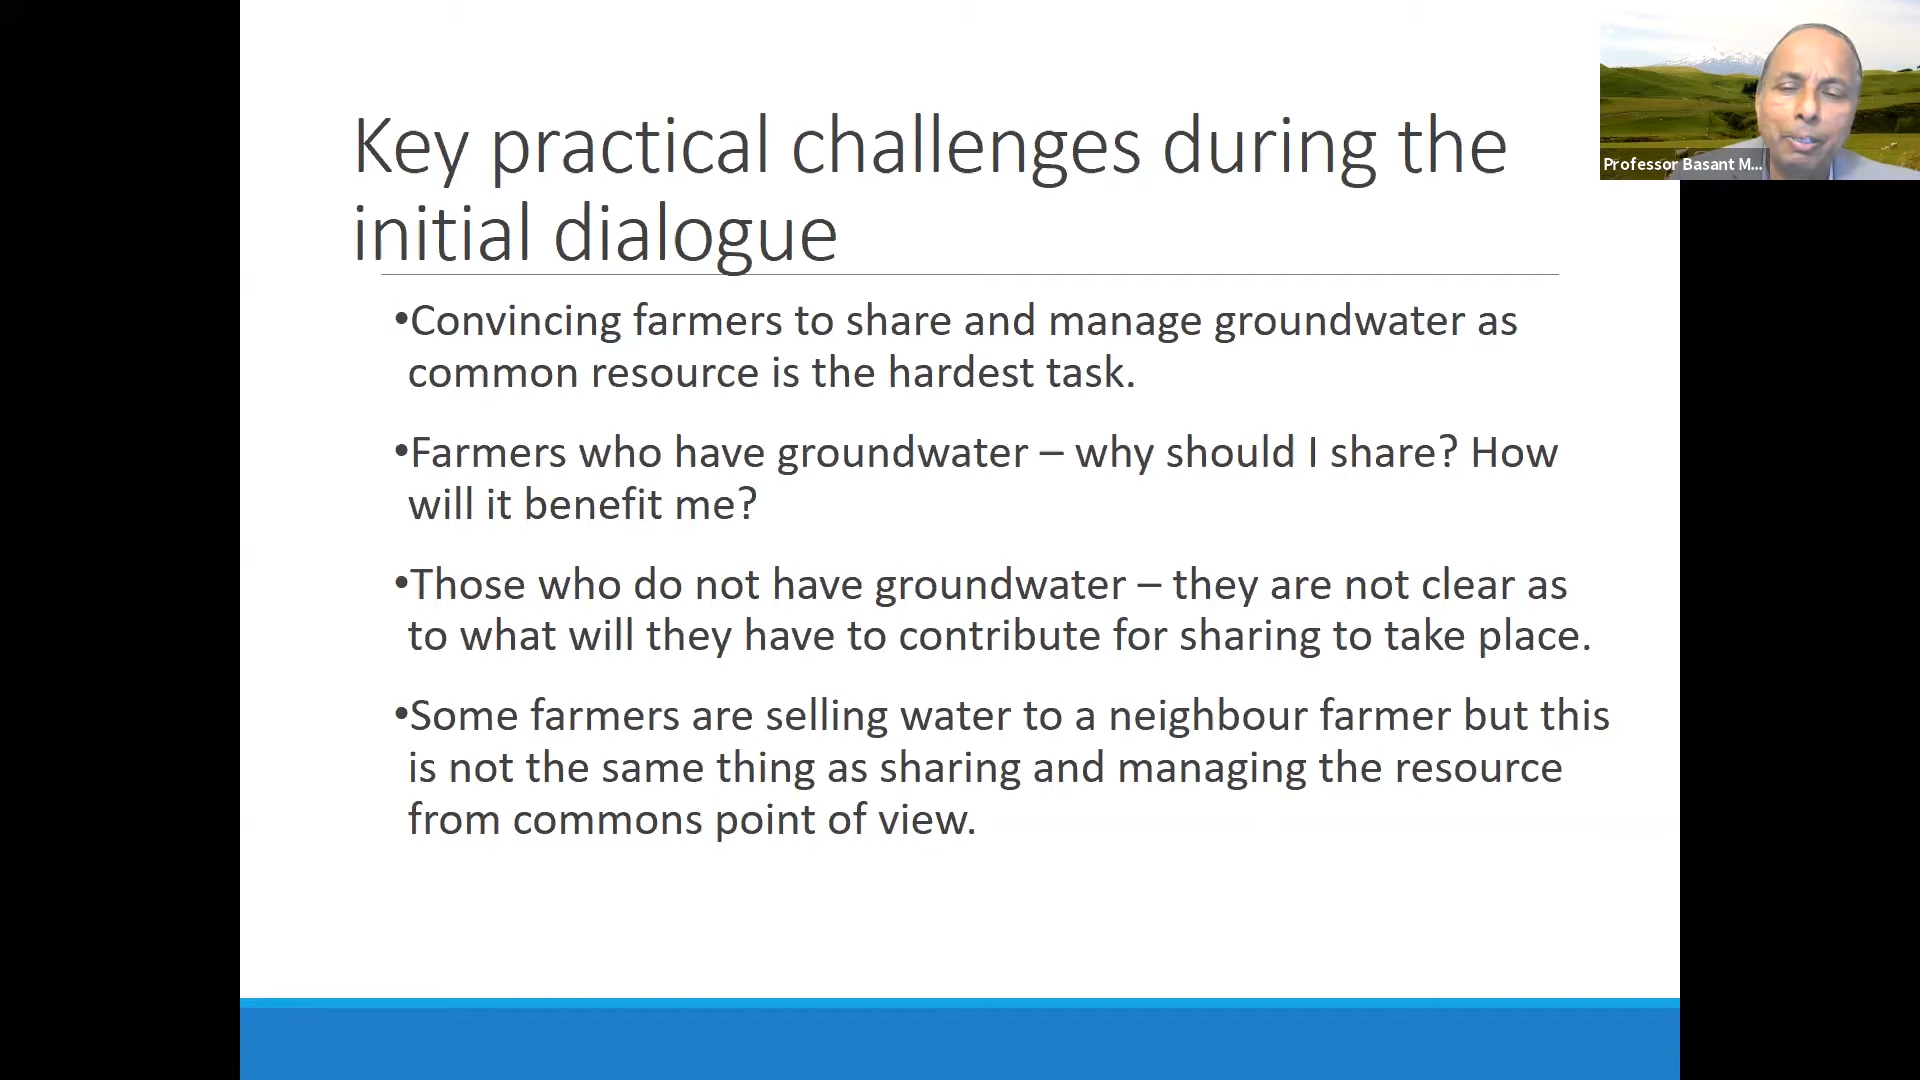 Key practical challenges during the
initial dialogue
•Convincing farmers to share and manage groundwater as
common resource is the hardest task.
•Farmers who have groundwater – why should I share? How
will it benefit me?
•Those who do not have groundwater – they are not clear as
to what will they have to contribute for sharing to take place.
•Some farmers are selling water to a neighbour farmer but this
is not the same thing as sharing and managing the resource
from commons point of view.
Professor Basant M...